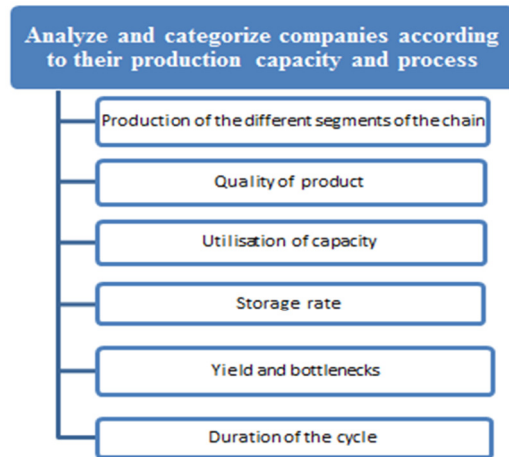 Analyze and categorize companies according
to their production capacity and process
Production of the different segments of the chain
Quality of product
Utilisation of capacity
Storage rate
Yield and bottlenecks
Duration of the cycle